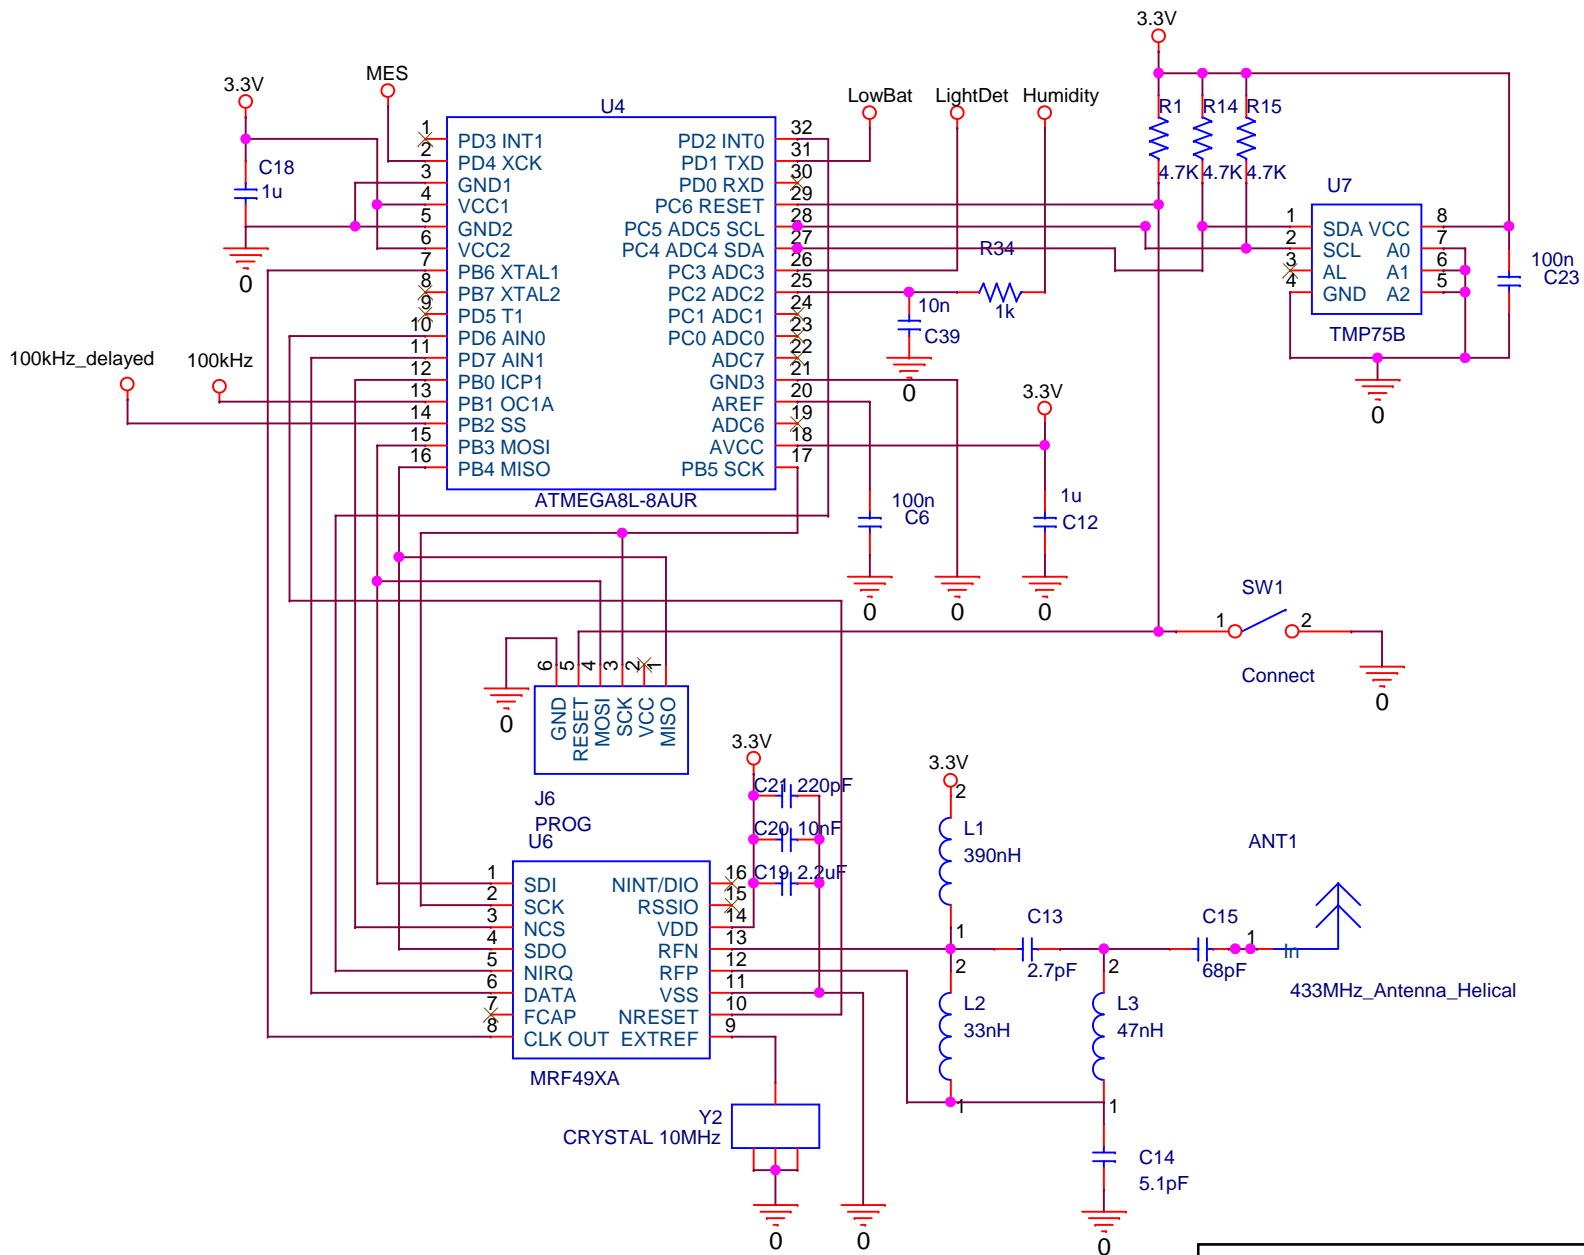 3.3V
MES
3.3V
LowBat
LightDet
Humidity
C18
1u
0
U4
1 PD3 INT1
2 PD4 XCK
3 GND1
4 VCC1
5 GND2
6 VCC2
7 PB6 XTAL1
8 PB7 XTAL2
9 PD5 T1
10 PD6 AIN0
11 PD7 AIN1
12 PB0 ICP1
13 PB1 OC1A
14 PB2 SS
15 PB3 MOSI
16 PB4 MISO
PD2 INT0 32
PD1 TXD 31
PD0 RXD 30
PC6 RESET 29
PC5 ADC5 SCL 28
PC4 ADC4 SDA 27
PC3 ADC3 26
PC2 ADC2 25
PC1 ADC1 24
PC0 ADC0 23
ADC7 22
GND3 21
AREF 20
ADC6 19
AVCC 18
PB5 SCK 17
ATMEGA8L-8AUR
100kHz_delayed
100kHz
R1
4.7K
R14
4.7K
R15
4.7K
R34
1k
10n
C39
0
U7
1 SDA
2 SCL
3 AL
4 GND
VCC 8
A0 7
A1 6
A2 5
TMP75B
100n
C23
0
3.3V
100n
C6
0
0
1u
C12
0
SW1
1
2
Connect
0
0
6 GND
5 RESET
4 MOSI
3 SCK
2 VCC
1 MISO
J6
PROG
3.3V
C21 220pF
C20 10nF
C19 2.2uF
U6
1 SDI
2 SCK
3 NCS
4 SDO
5 NIRQ
6 DATA
7 FCAP
8 CLK OUT
NINT/DIO 16
RSSIO 15
VDD 14
RFN 13
RFP 12
VSS 11
NRESET 10
EXTREF 9
MRF49XA
Y2
CRYSTAL 10MHz
0
0
3.3V
2
L1
390nH
1
2
L2
33nH
1
C13
2.7pF
2
L3
47nH
1
C14
5.1pF
0
C15
68pF
1
In
ANT1
433MHz_Antenna_Helical